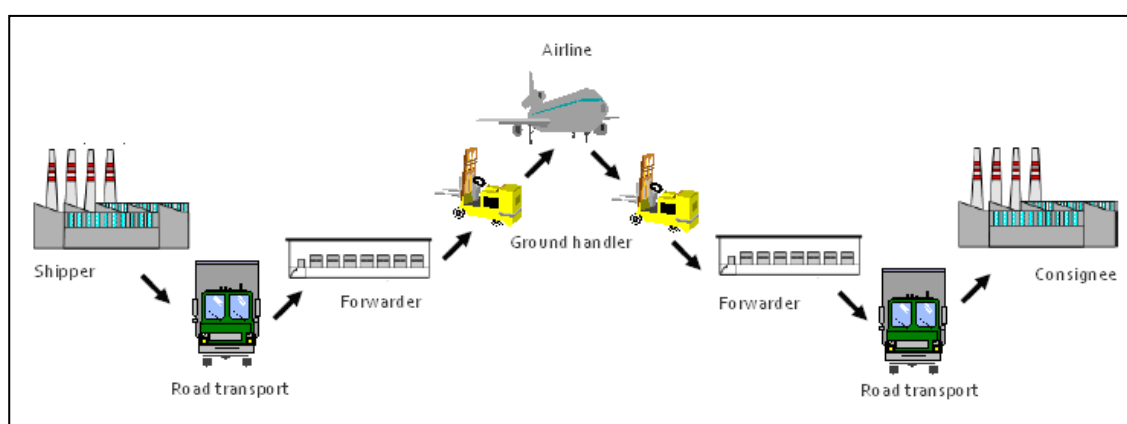 Airline
Ground handler
Shipper
Forwarder
Forwarder
Consignee
Road transport
Road transport